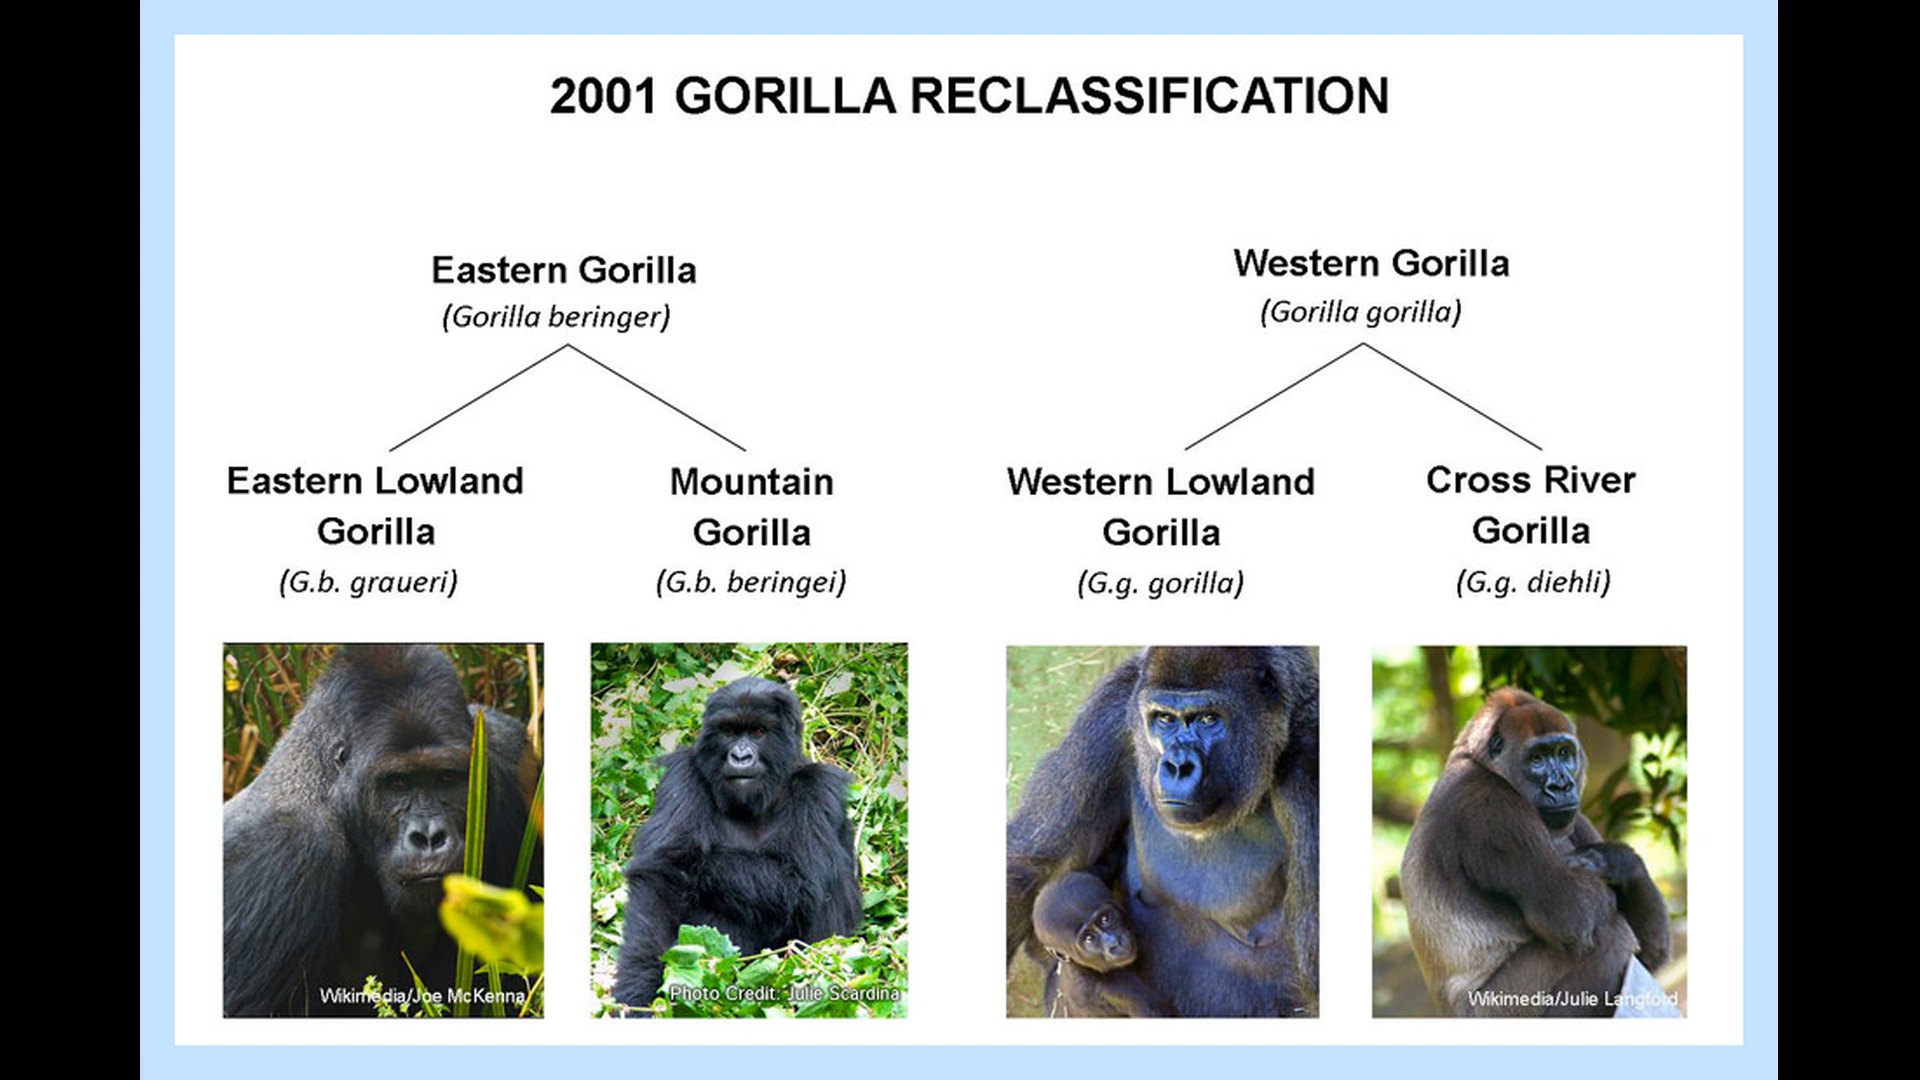 2001 GORILLA RECLASSIFICATION
Eastern Gorilla
(Gorilla beringer)
Western Gorilla
(Gorilla gorilla)
Eastern Lowland
Gorilla
(G.b. graueri)
Mountain
Gorilla
(G.b. beringei)
Western Lowland
Gorilla
(G.g. gorilla)
Cross River
Gorilla
(G.g. diehli)
Wikimedia/Joe McKenna
Photo Credit: Julie Scardina
Wikimedia/Julie Langford